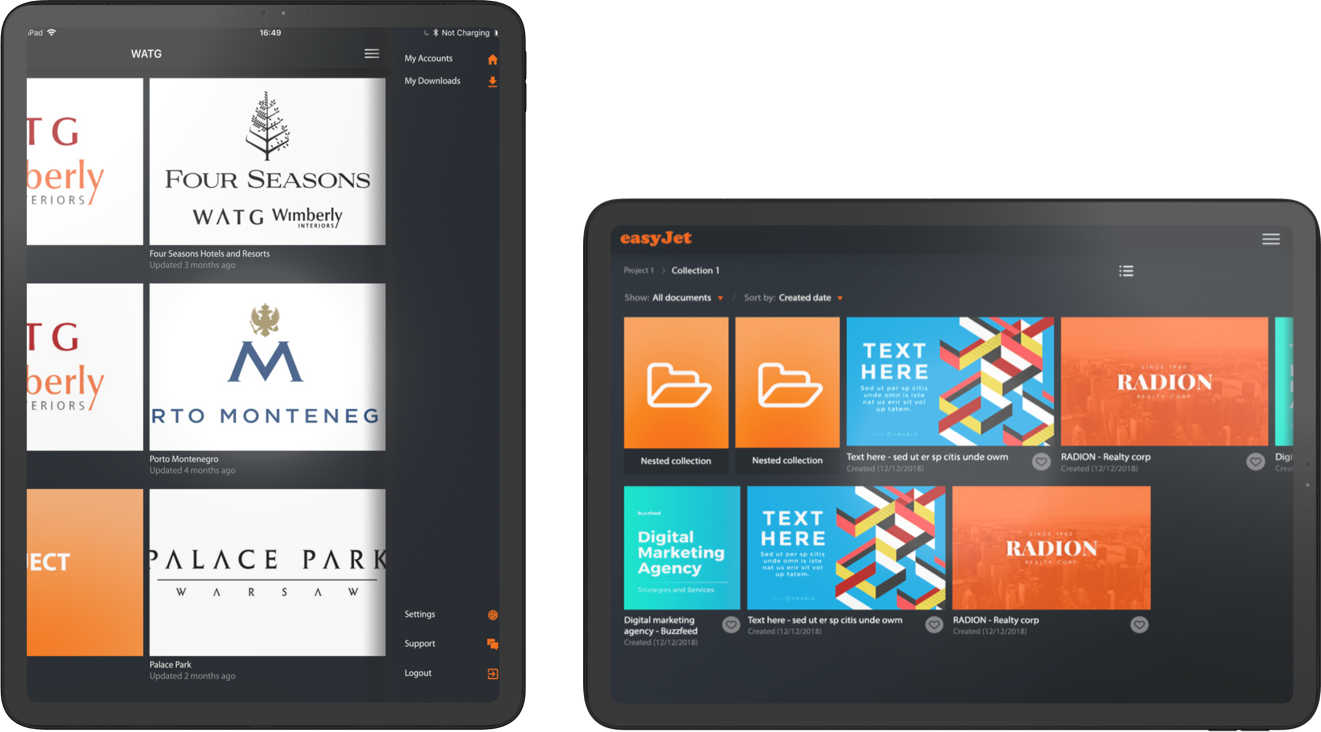 iPad
16:49
Not Charging
WATG
My Accounts
My Downloads
TG
berly
ERIORS
FOUR SEASONS
WATG Wimberly
INTERIORS
Four Seasons Hotels and Resorts
Updated 3 months ago
TG
berly
ERIORS
M
RTO MONTENEG
Porto Montenegro
Updated 4 months ago
JECT
PALACE PARK
WARSAW
Palace Park
Updated 2 months ago
Settings
Support
Logout
easyJet
Project 1 > Collection 1
Show: All documents / Sort by: Created date
Nested collection
Nested collection
TEXT
HERE
Sed ut per sp citis
unde omn is iste
nat us erir sit vol
up tatem.
Text here - sed ut er sp citis unde owm
Created (12/12/2018)
SINCE 1980
RADION
REALTY CORP
RADION - Realty corp
Created (12/12/2018)
Digi
Crea
Buzzfeed
Digital
Marketing
Agency
Strategies and Services
Digital marketing
agency - Buzzfeed
Created (12/12/2018)
TEXT
HERE
Sed ut per sp citis
unde omn is iste
nat us erir sit vol
up tatem.
Text here - sed ut er sp citis unde owm
Created (12/12/2018)
SINCE 1980
RADION
REALTY CORP
RADION - Realty corp
Created (12/12/2018)